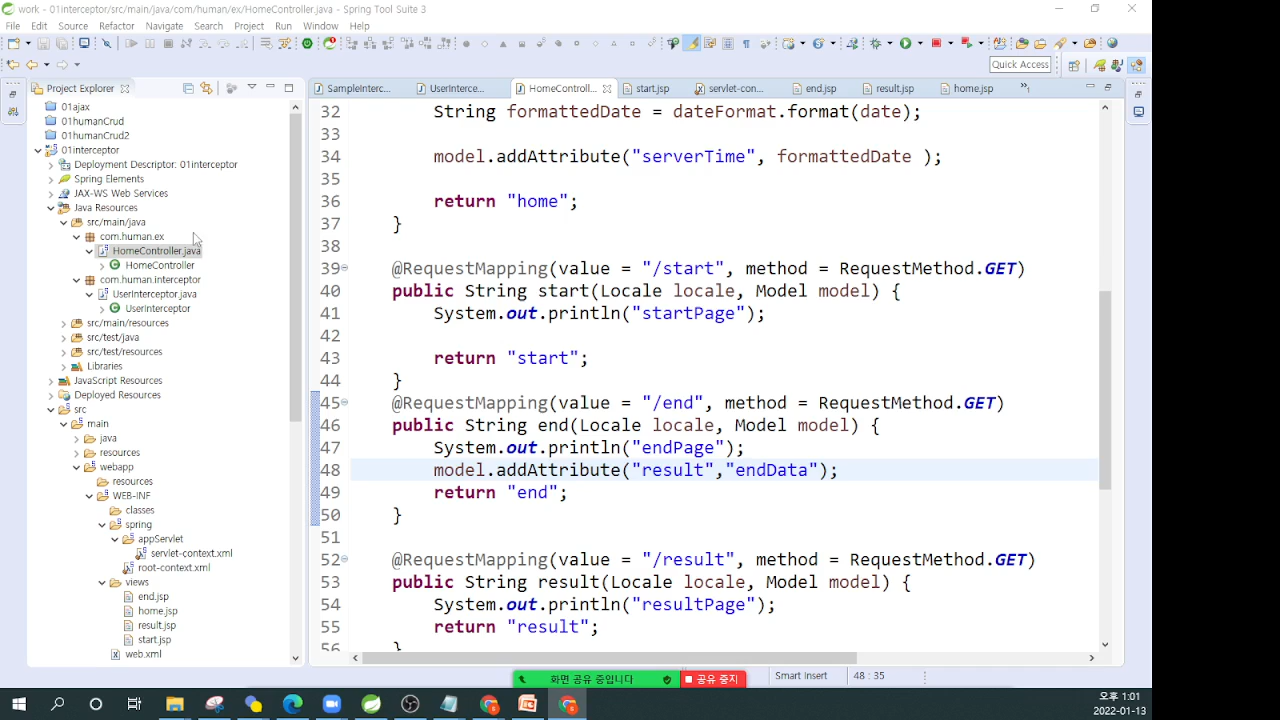 work - 01interceptor/src/main/java/com/human/ex/HomeController.java - Spring Tool Suite 3
File Edit Source Refactor Navigate Search Project Run Window Help
Quick Access
Project Explorer
SampleInterc... UserInterce... HomeControll... start.jsp servlet-con... end.jsp result.jsp home.jsp
01ajax
01humanCrud
01humanCrud2
01interceptor
Deployment Descriptor: 01interceptor
Spring Elements
JAX-WS Web Services
Java Resources
src/main/java
com.human.ex
HomeController.java
HomeController
com.human.interceptor
UserInterceptor.java
UserInterceptor
src/main/resources
src/test/java
src/test/resources
Libraries
JavaScript Resources
Deployed Resources
src
main
java
resources
webapp
resources
WEB-INF
classes
spring
appServlet
servlet-context.xml
root-context.xml
views
end.jsp
home.jsp
result.jsp
start.jsp
web.xml
32 String formattedDate = dateFormat.format(date);
33
34 model.addAttribute("serverTime", formattedDate );
35
36 return "home";
37 }
38
39 @RequestMapping(value = "/start", method = RequestMethod.GET)
40 public String start(Locale locale, Model model) {
41 System.out.println("startPage");
42
43 return "start";
44 }
45 @RequestMapping(value = "/end", method = RequestMethod.GET)
46 public String end(Locale locale, Model model) {
47 System.out.println("endPage");
48 model.addAttribute("result","endData");
49 return "end";
50 }
51
52 @RequestMapping(value = "/result", method = RequestMethod.GET)
53 public String result(Locale locale, Model model) {
54 System.out.println("resultPage");
55 return "result";
56 }
화면 공유 중입니다 공유 중지
Smart Insert 48 : 35
오후 1:01
2022-01-13